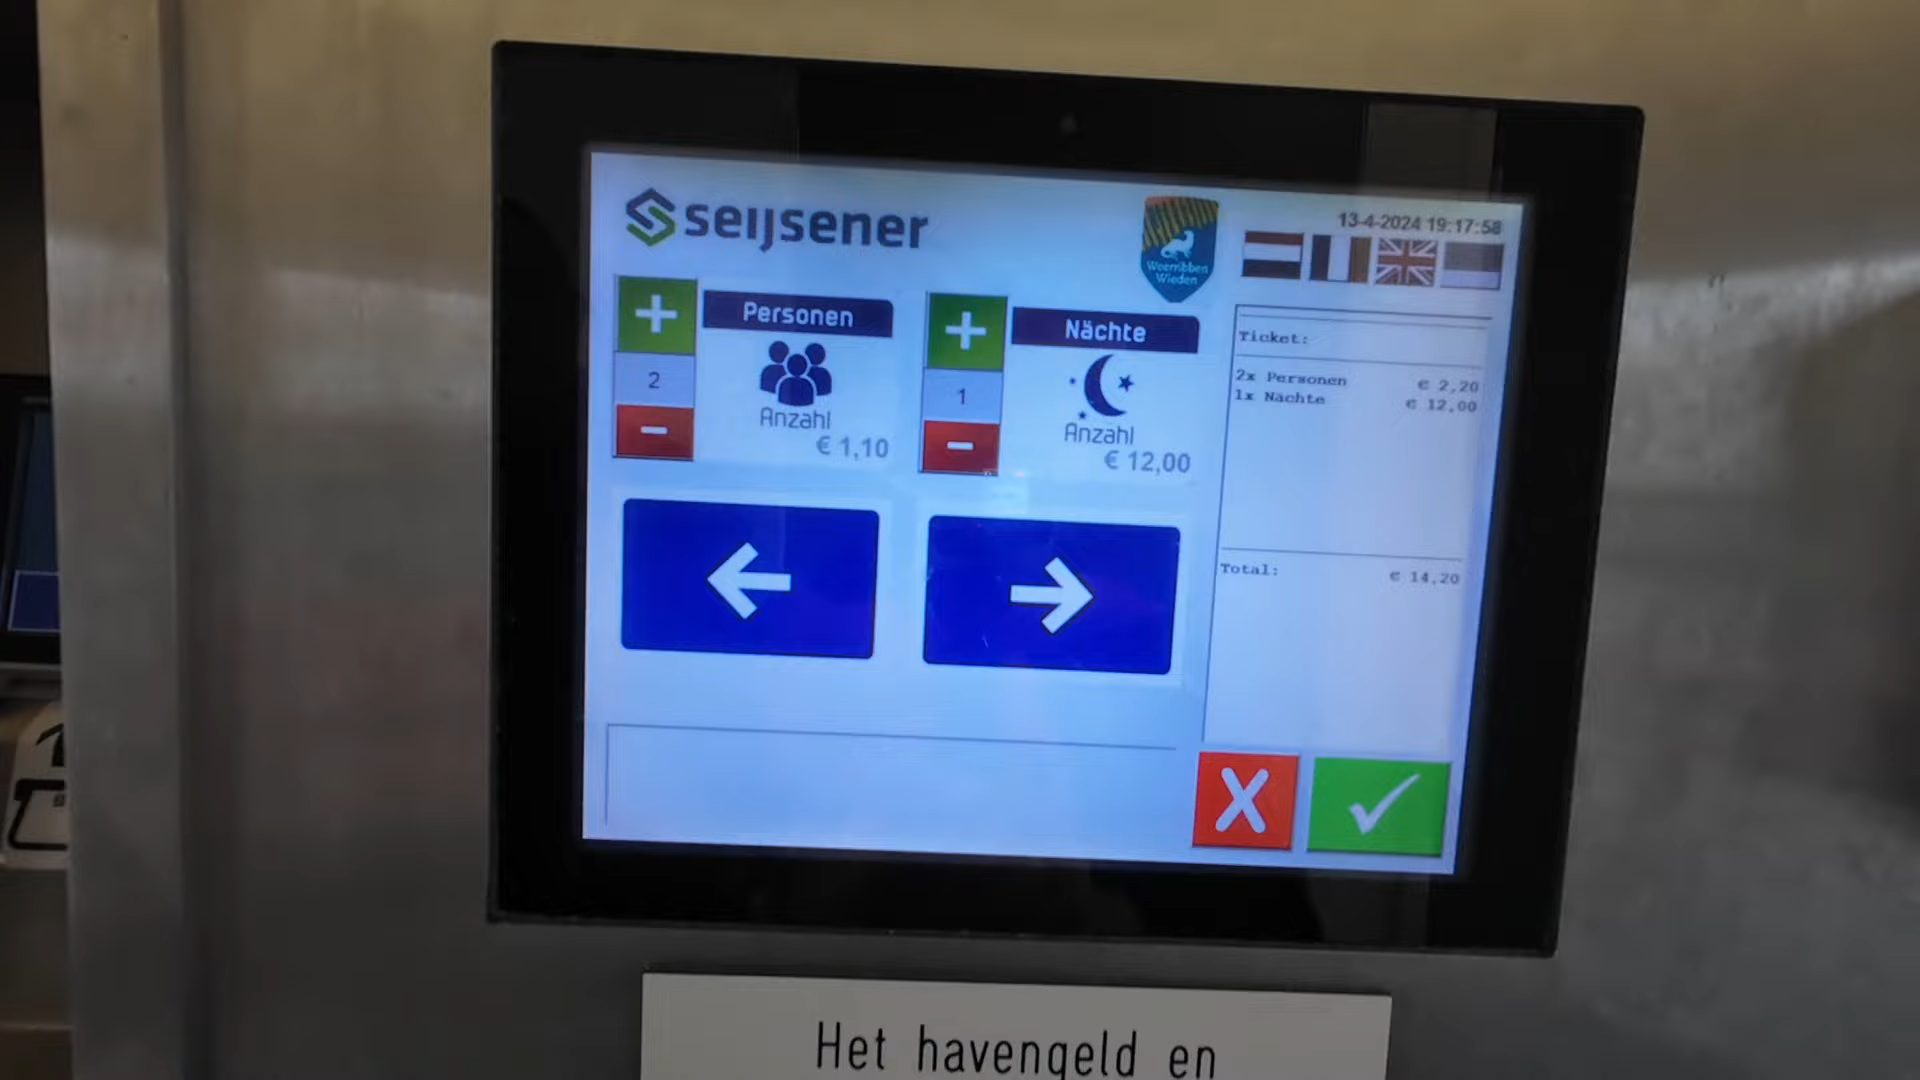 seijsener
Weerribben
Wieden
13-4-2024 19:17:58
+
Personen
2
Anzahl
-
€ 1,10
+
Nächte
1
Anzahl
-
€ 12,00
Ticket:
2x Personen € 2,20
1x Nächte € 12,00
Total: € 14,20
X
Het havengeld en